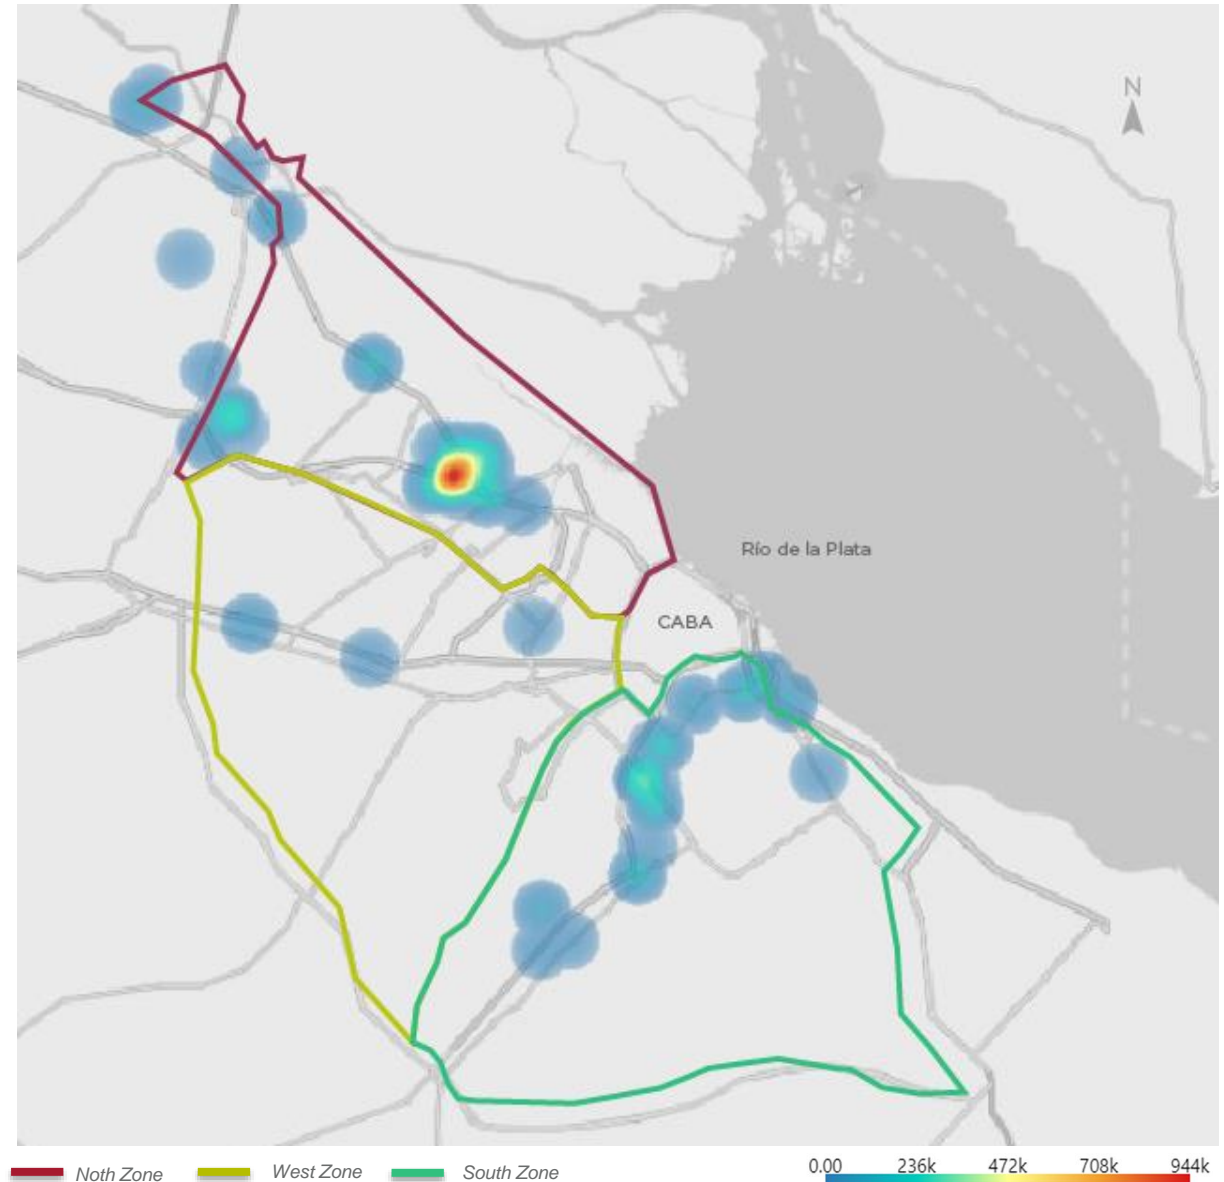 N
Río de la Plata
CABA
Noth Zone West Zone South Zone
0.00 236k 472k 708k 944k